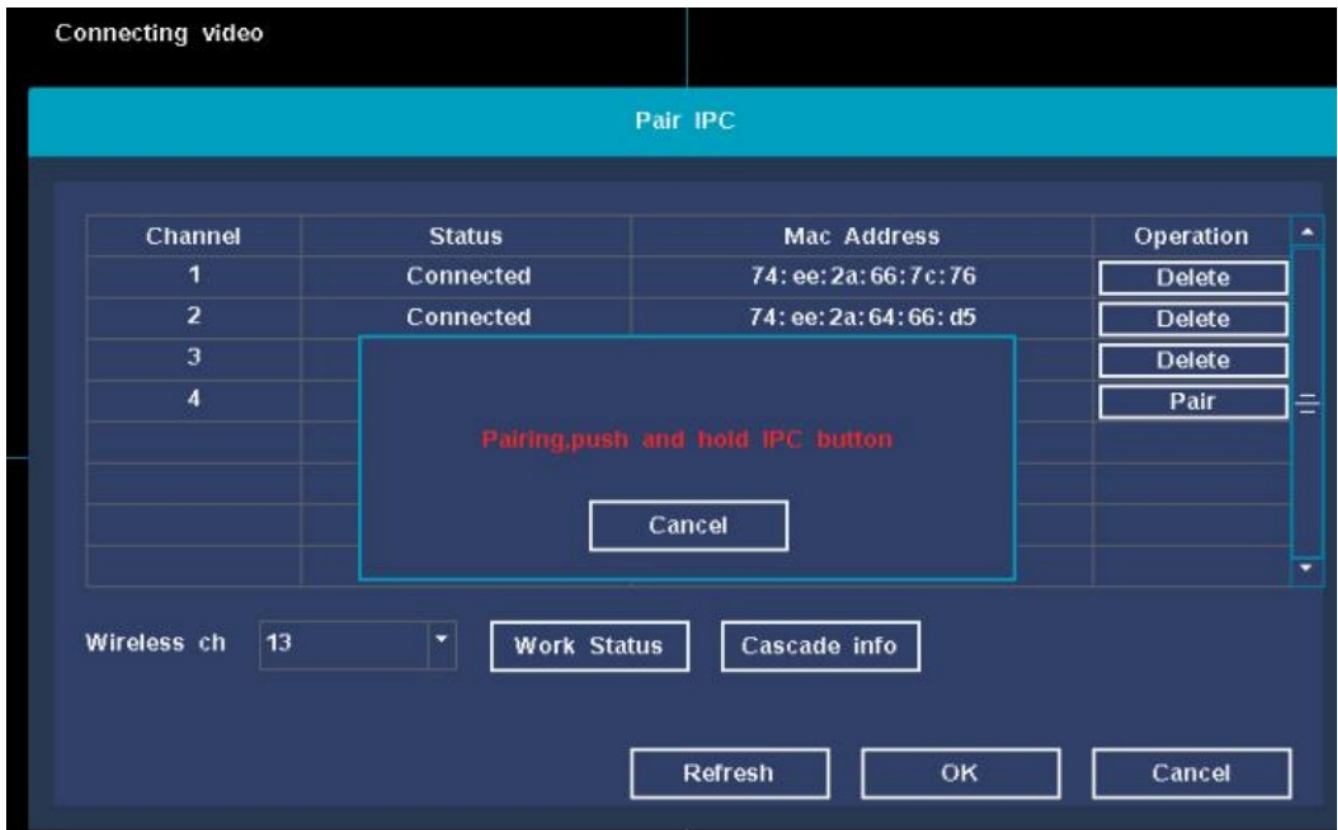 Connecting video
Pair IPC
Channel Status Mac Address Operation
1 Connected 74:ee:2a:66:7c:76 Delete
2 Connected 74:ee:2a:64:66:d5 Delete
3 Delete
4 Pair
Pairing,push and hold IPC button
Cancel
Wireless ch 13 Work Status Cascade info
Refresh OK Cancel